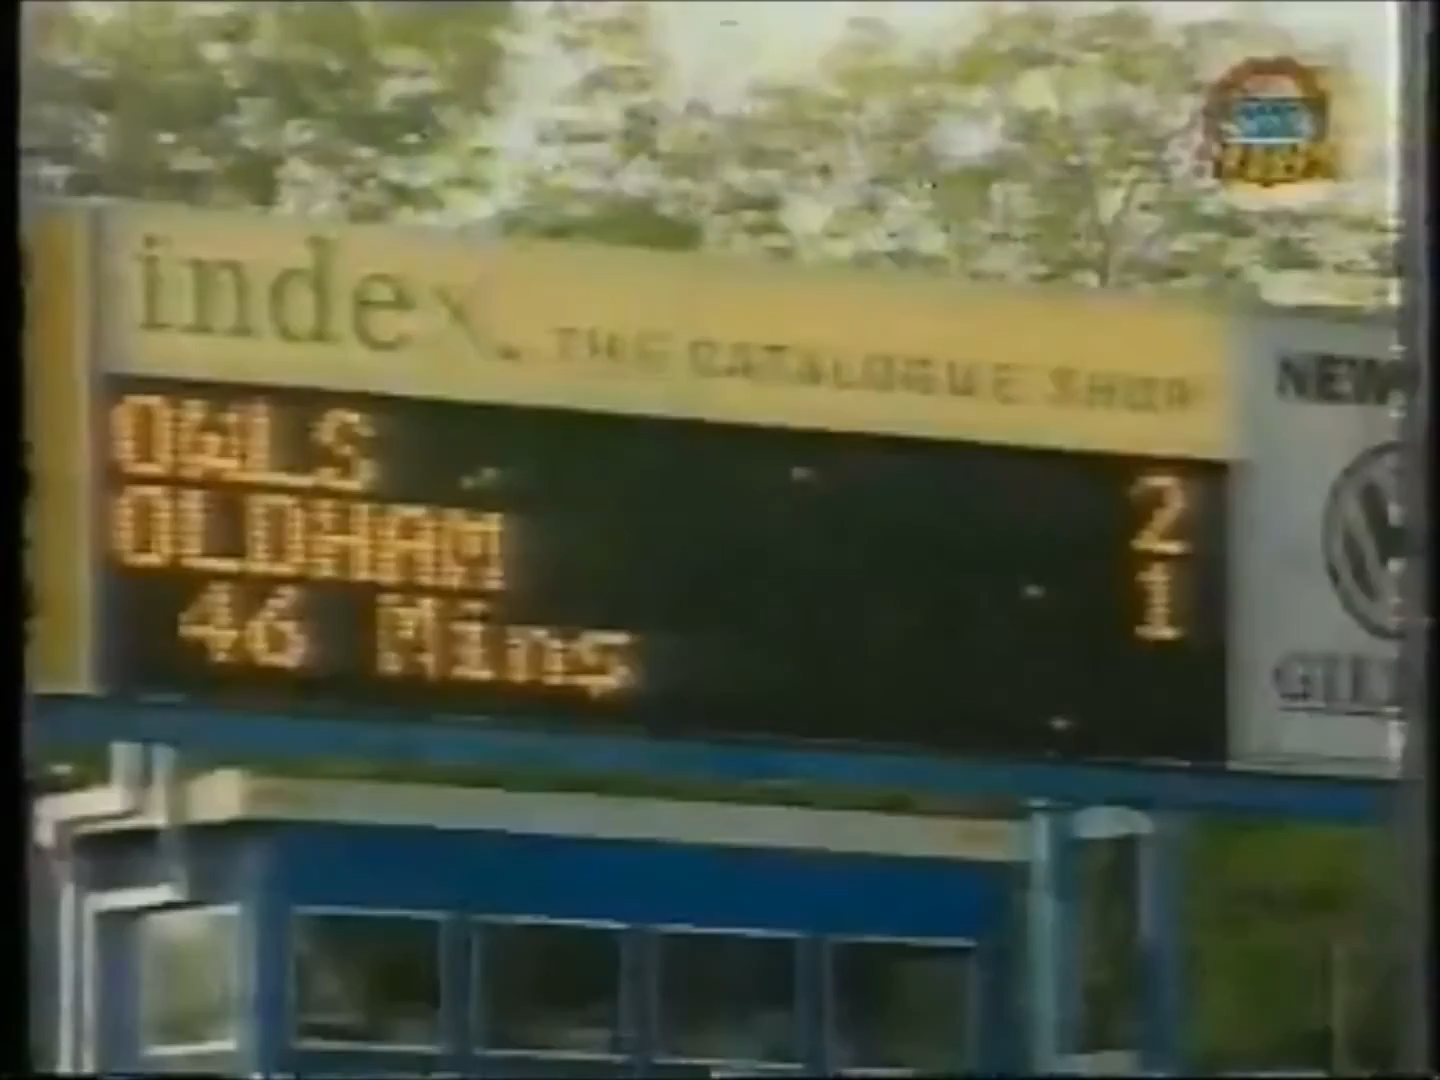 index
THE CATALOGUE SHOP
NEW
OWLS 2
OLDHAM 1
46 Mins